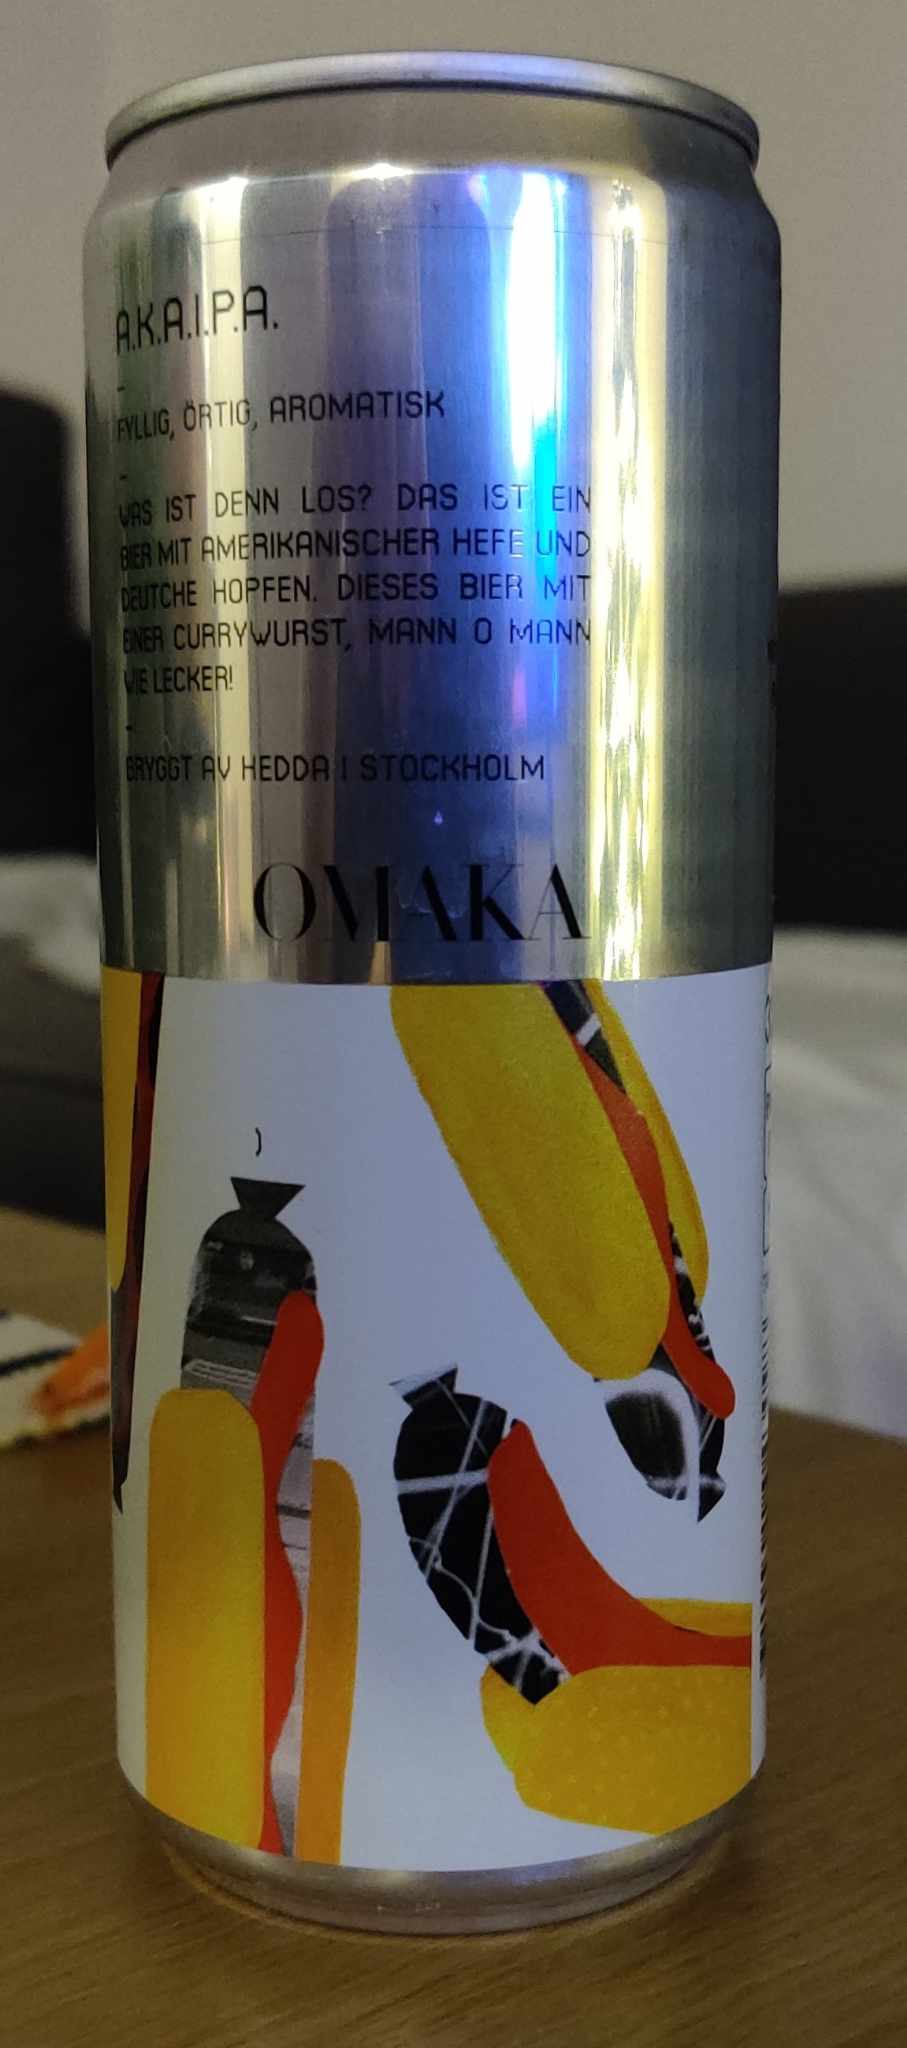 A.K.A.I.P.A.
–
FYLLIG, ÖRTIG, AROMATISK
–
WAS IST DENN LOS? DAS IST EIN
BIER MIT AMERIKANISCHER HEFE UND
DEUTCHE HOPFEN. DIESES BIER MIT
EINER CURRYWURST, MANN O MANN
WIE LECKER!
–
BRYGGT AV HEDDA I STOCKHOLM
OMAKA